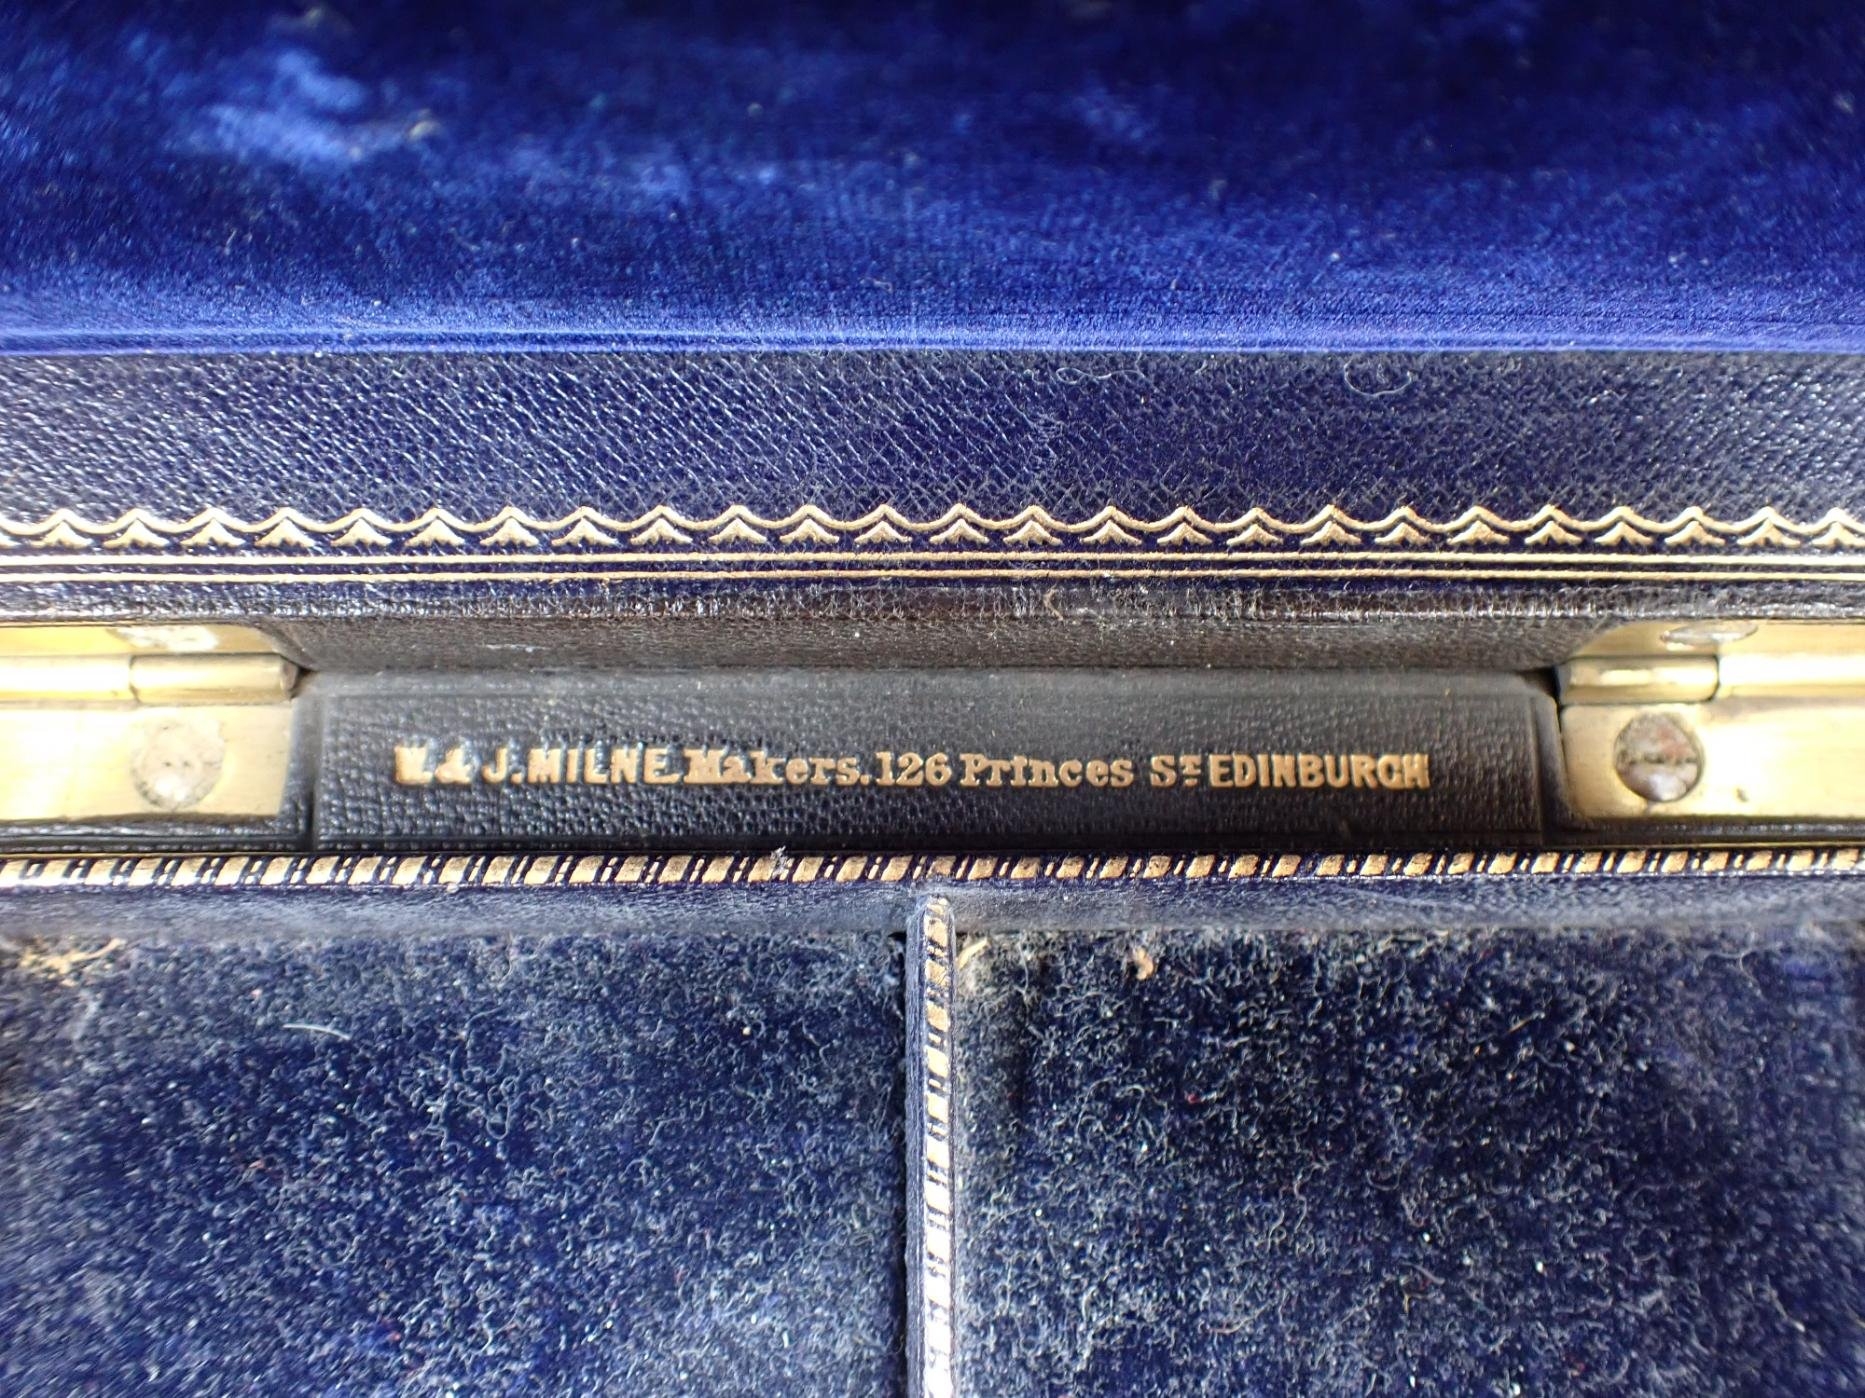 W. & J. MILNE. Makers. 126 Princes St EDINBURGH